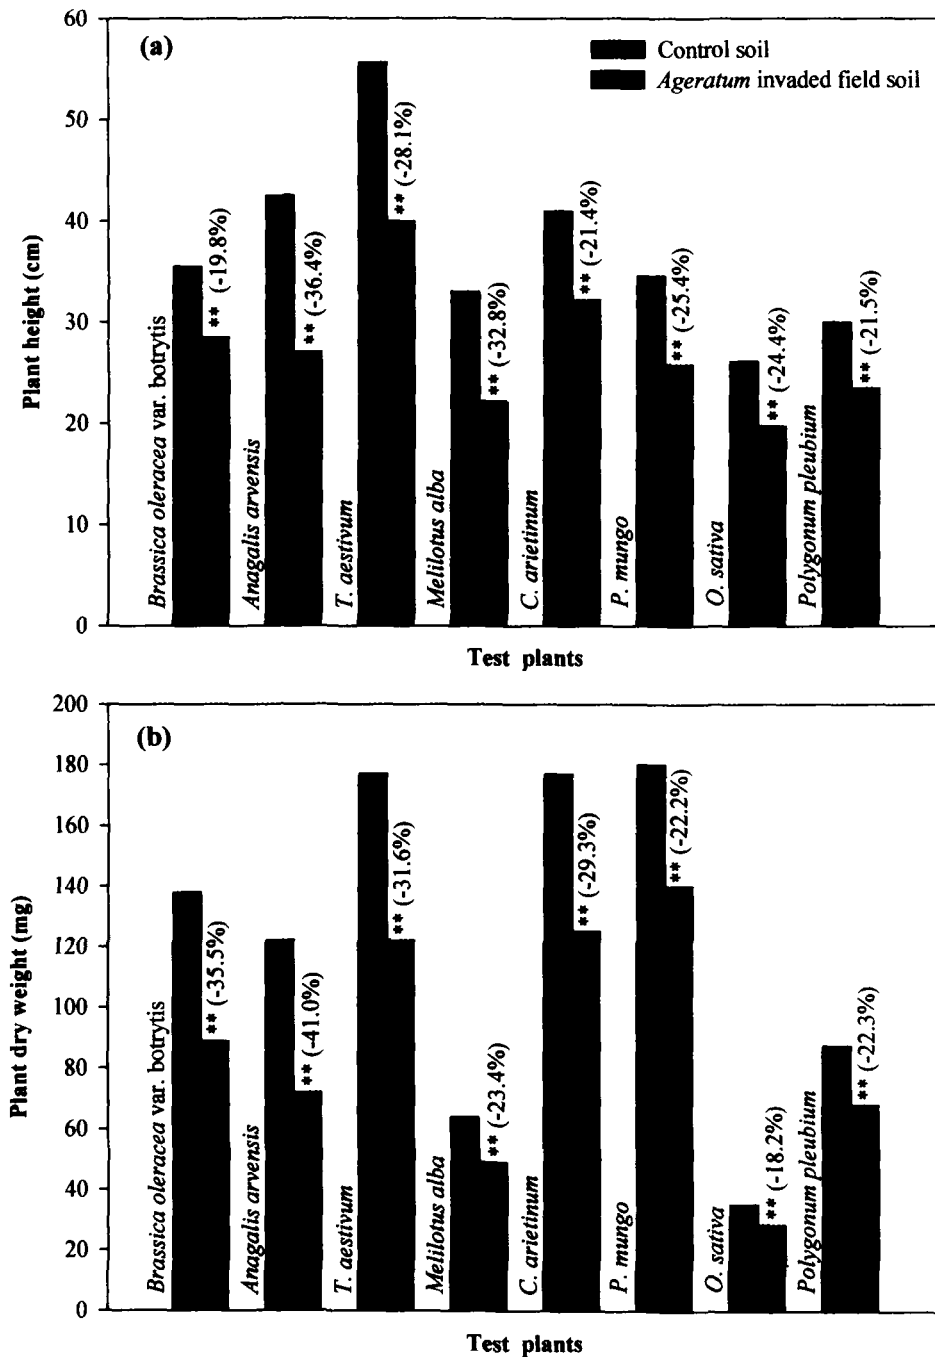 (a)
Control soil
Ageratum invaded field soil
Plant height (cm)
60
50
40
30
20
10
0
Brassica oleracea var. botrytis
** (-19.8%)
Anagalis arvensis
** (-36.4%)
T. aestivum
** (-28.1%)
Melilotus alba
** (-32.8%)
C. arietinum
** (-21.4%)
P. mungo
** (-25.4%)
O. sativa
** (-24.4%)
Polygonum pleubium
** (-21.5%)
Test plants
(b)
Plant dry weight (mg)
200
180
160
140
120
100
80
60
40
20
0
Brassica oleracea var. botrytis
** (-35.5%)
Anagalis arvensis
** (-41.0%)
T. aestivum
** (-31.6%)
Melilotus alba
** (-23.4%)
C. arietinum
** (-29.3%)
P. mungo
** (-22.2%)
O. sativa
** (-18.2%)
Polygonum pleubium
** (-22.3%)
Test plants